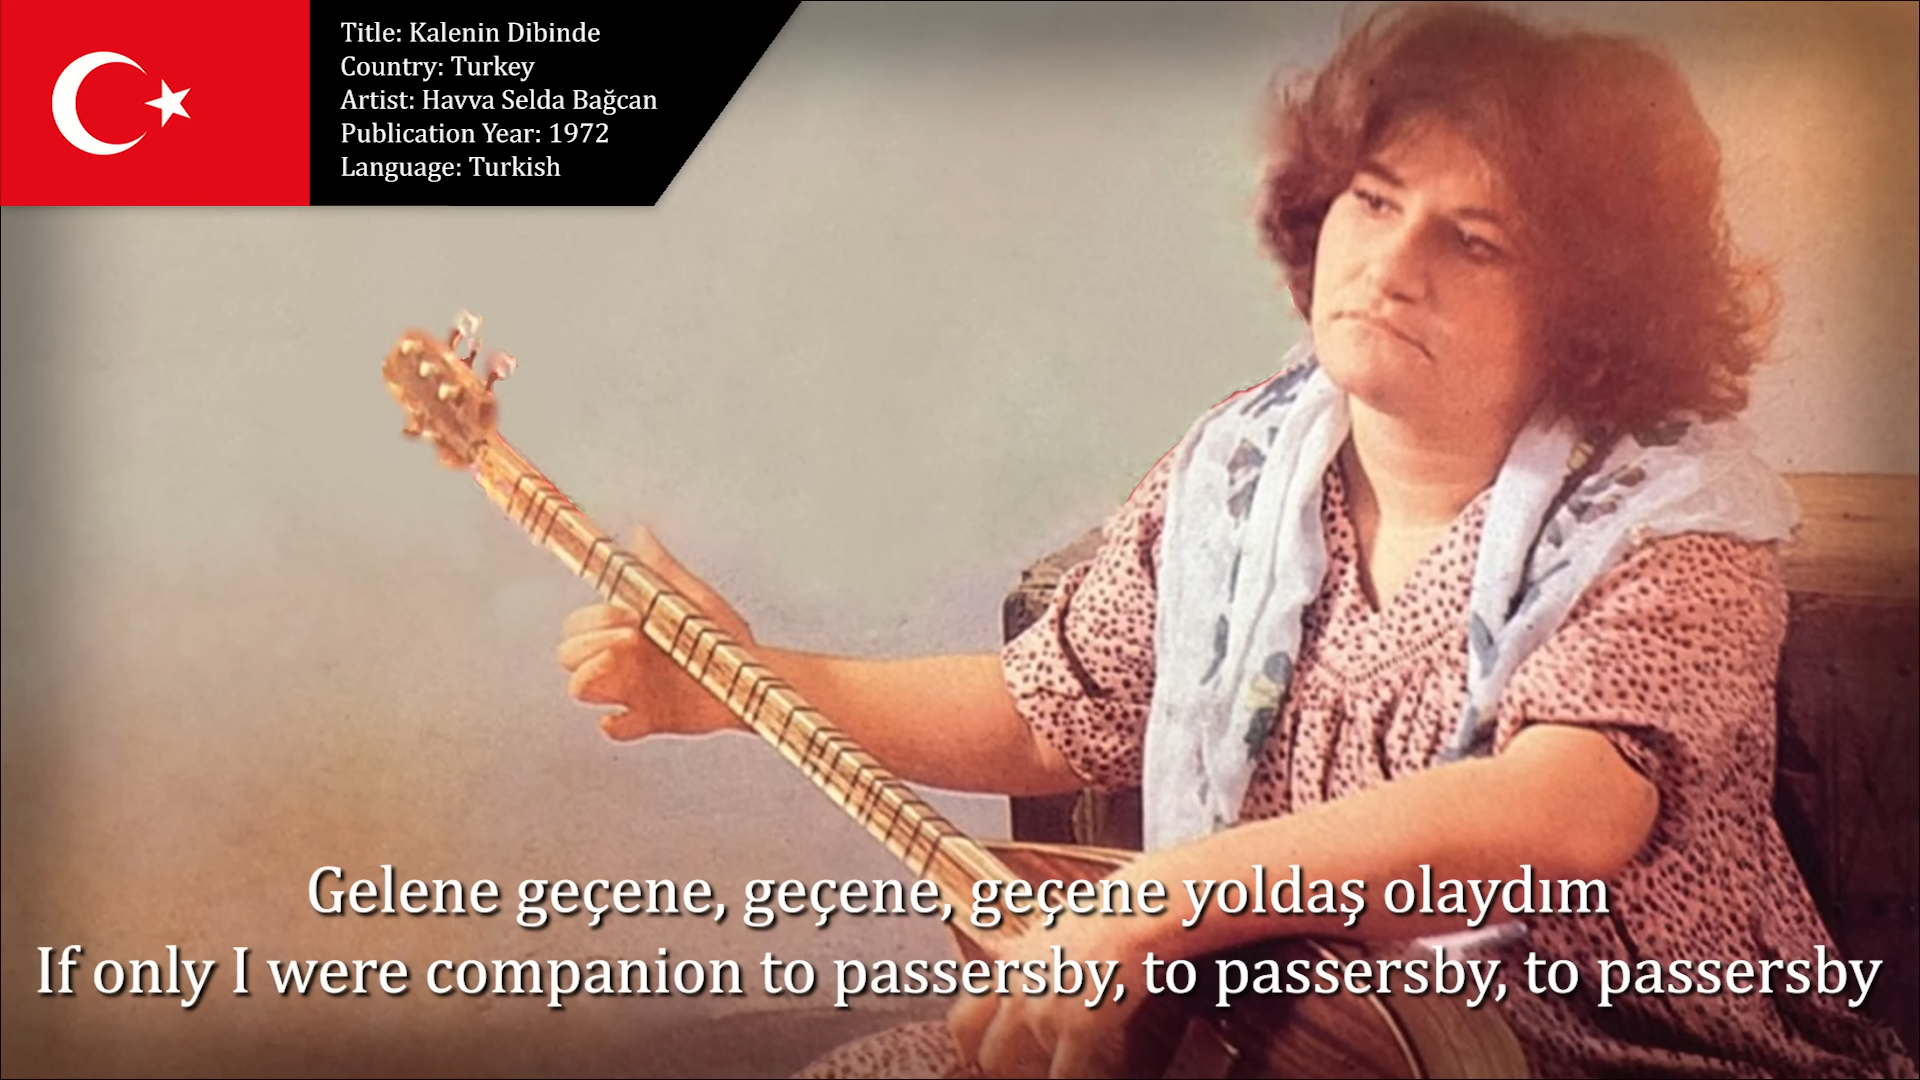 Title: Kalenin Dibinde
Country: Turkey
Artist: Havva Selda Bağcan
Publication Year: 1972
Language: Turkish
Gelene geçene, geçene, geçene yoldaş olaydım
If only I were companion to passersby, to passersby, to passersby